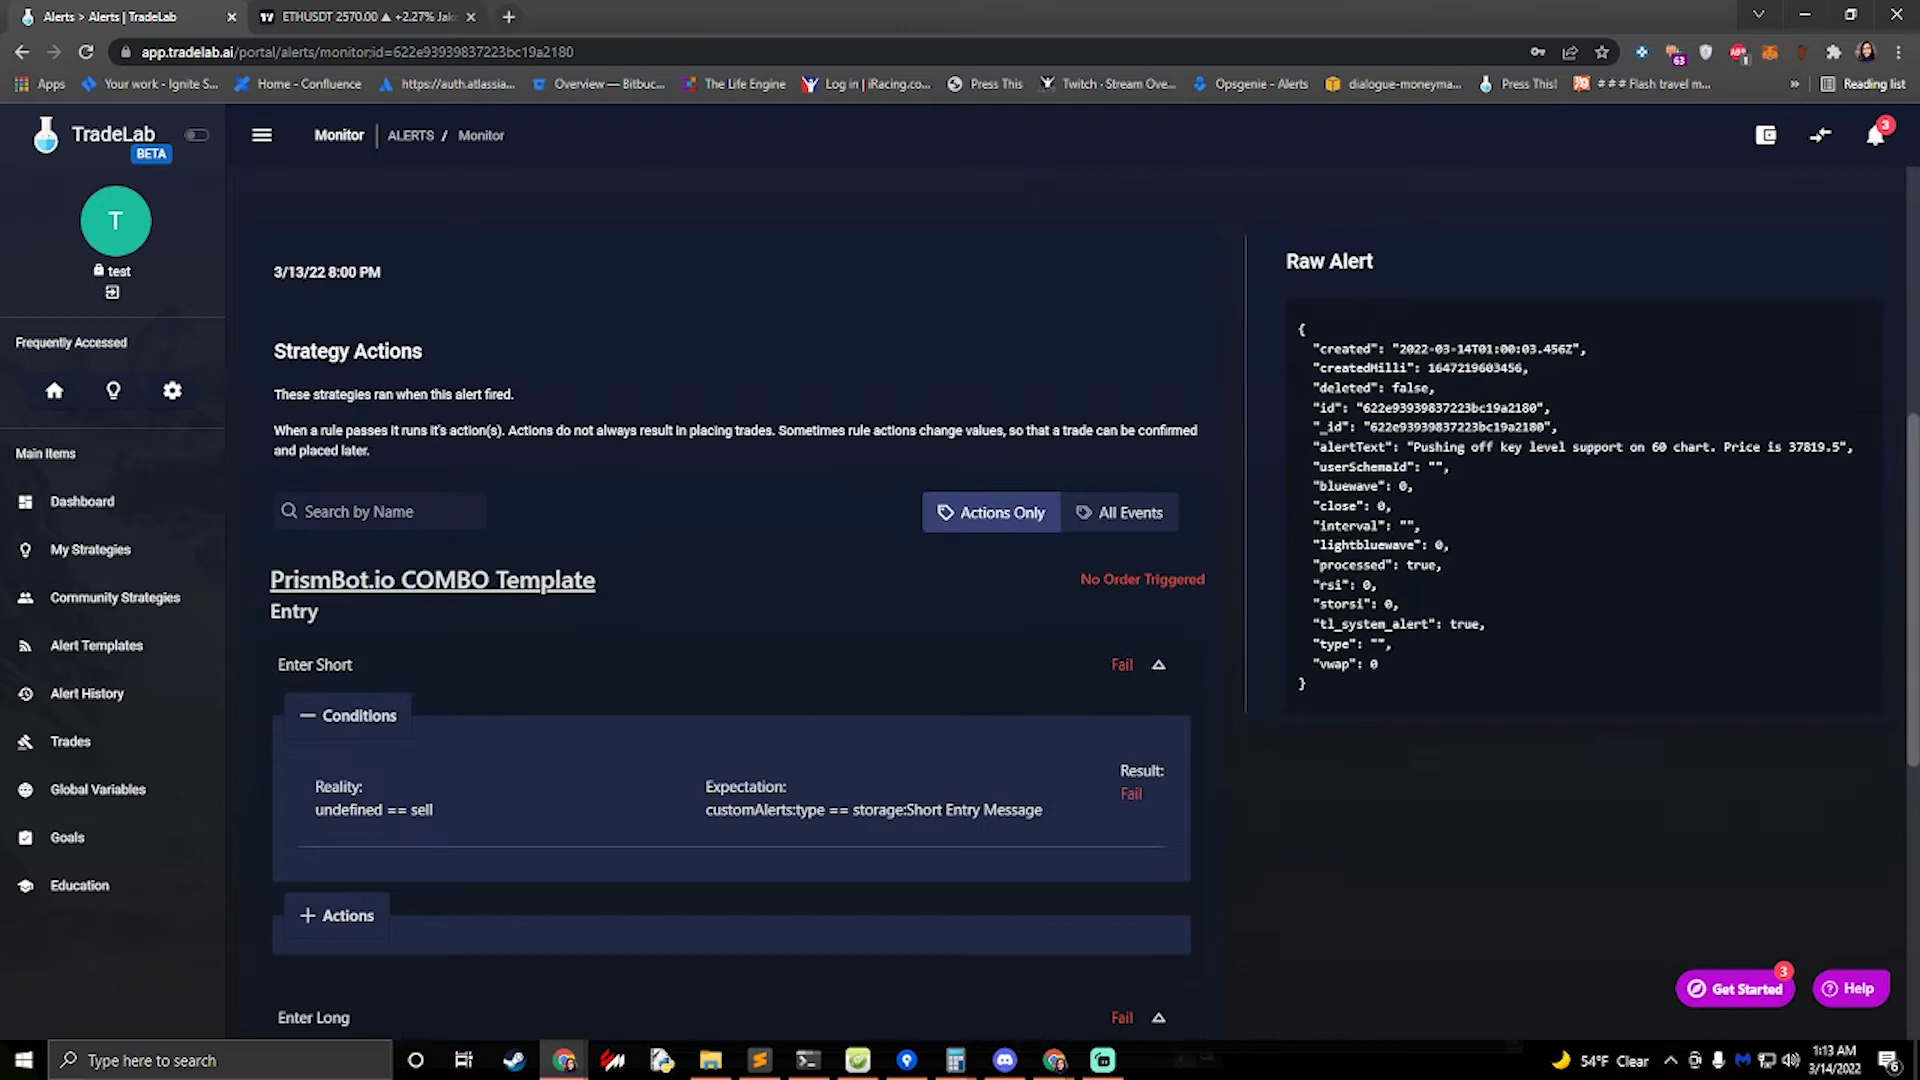 Alerts > Alerts | TradeLab
ETHUSDT 2570.00 ▲ +2.27% Jak
app.tradelab.ai/portal/alerts/monitor;id=622e93939837223bc19a2180
63
1
Apps
Your work - Ignite S...
Home - Confluence
https://auth.atlassia...
Overview — Bitbuc...
The Life Engine
Log in | iRacing.co...
Press This
Twitch - Stream Ove...
Opsgenie - Alerts
dialogue-moneyma...
Press This!
# # # Flash travel m...
»
Reading list
TradeLab
BETA
Monitor
ALERTS / Monitor
3
T
test
Frequently Accessed
Main Items
Dashboard
My Strategies
Community Strategies
Alert Templates
Alert History
Trades
Global Variables
Goals
Education
3/13/22 8:00 PM
Strategy Actions
These strategies ran when this alert fired.
When a rule passes it runs it's action(s). Actions do not always result in placing trades. Sometimes rule actions change values, so that a trade can be confirmed
and placed later.
Search by Name
Actions Only
All Events
PrismBot.io COMBO Template
No Order Triggered
Entry
Enter Short
Fail
Conditions
Reality:
undefined == sell
Expectation:
customAlerts:type == storage:Short Entry Message
Result:
Fail
Actions
Enter Long
Fail
Raw Alert
{
"created": "2022-03-14T01:00:03.456Z",
"createdMilli": 1647219603456,
"deleted": false,
"id": "622e93939837223bc19a2180",
"_id": "622e93939837223bc19a2180",
"alertText": "Pushing off key level support on 60 chart. Price is 37819.5",
"userSchemaId": "",
"bluewave": 0,
"close": 0,
"interval": "",
"lightbluewave": 0,
"processed": true,
"rsi": 0,
"storsi": 0,
"tl_system_alert": true,
"type": "",
"vwap": 0
}
3
Get Started
Help
Type here to search
54°F Clear
1:13 AM
3/14/2022
6